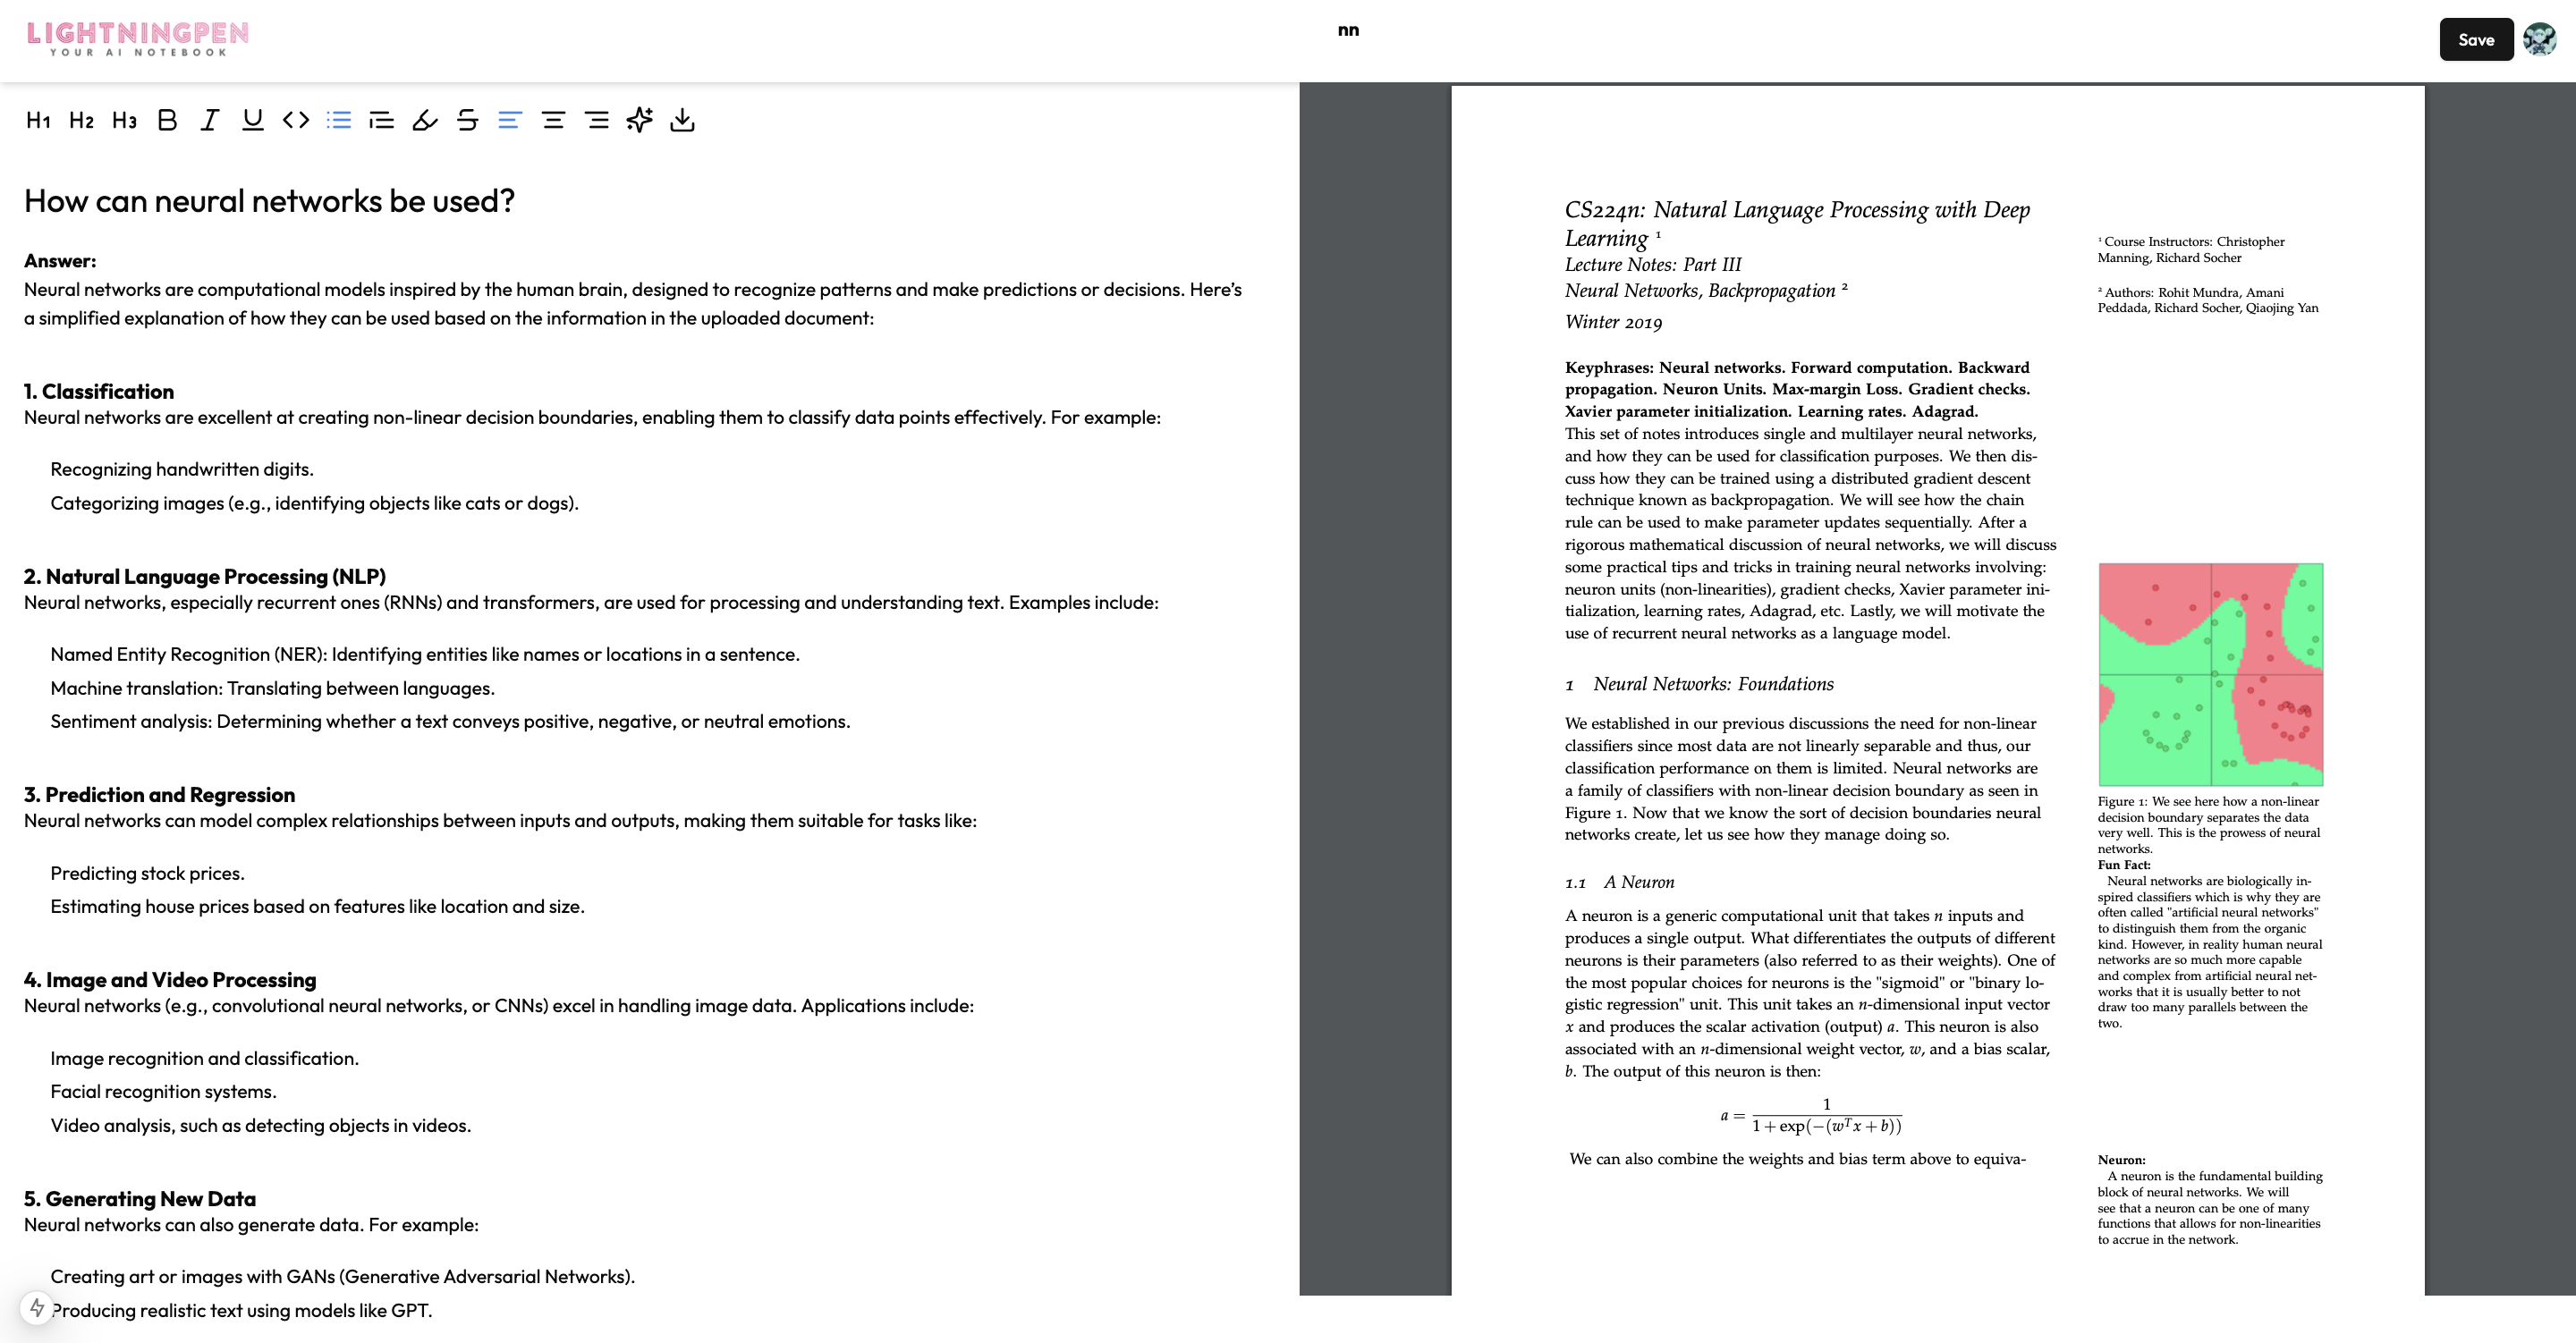 LIGHTNINGPEN
YOUR AI NOTEBOOK
nn
Save
H1 H2 H3 B I U <> S
How can neural networks be used?
Answer:
Neural networks are computational models inspired by the human brain, designed to recognize patterns and make predictions or decisions. Here's
a simplified explanation of how they can be used based on the information in the uploaded document:
1. Classification
Neural networks are excellent at creating non-linear decision boundaries, enabling them to classify data points effectively. For example:
Recognizing handwritten digits.
Categorizing images (e.g., identifying objects like cats or dogs).
2. Natural Language Processing (NLP)
Neural networks, especially recurrent ones (RNNs) and transformers, are used for processing and understanding text. Examples include:
Named Entity Recognition (NER): Identifying entities like names or locations in a sentence.
Machine translation: Translating between languages.
Sentiment analysis: Determining whether a text conveys positive, negative, or neutral emotions.
3. Prediction and Regression
Neural networks can model complex relationships between inputs and outputs, making them suitable for tasks like:
Predicting stock prices.
Estimating house prices based on features like location and size.
4. Image and Video Processing
Neural networks (e.g., convolutional neural networks, or CNNs) excel in handling image data. Applications include:
Image recognition and classification.
Facial recognition systems.
Video analysis, such as detecting objects in videos.
5. Generating New Data
Neural networks can also generate data. For example:
Creating art or images with GANs (Generative Adversarial Networks).
Producing realistic text using models like GPT.
CS224n: Natural Language Processing with Deep
Learning 1
Lecture Notes: Part III
Neural Networks, Backpropagation 2
Winter 2019
1 Course Instructors: Christopher
Manning, Richard Socher
2 Authors: Rohit Mundra, Amani
Peddada, Richard Socher, Qiaojing Yan
Keyphrases: Neural networks. Forward computation. Backward
propagation. Neuron Units. Max-margin Loss. Gradient checks.
Xavier parameter initialization. Learning rates. Adagrad.
This set of notes introduces single and multilayer neural networks,
and how they can be used for classification purposes. We then dis-
cuss how they can be trained using a distributed gradient descent
technique known as backpropagation. We will see how the chain
rule can be used to make parameter updates sequentially. After a
rigorous mathematical discussion of neural networks, we will discuss
some practical tips and tricks in training neural networks involving:
neuron units (non-linearities), gradient checks, Xavier parameter ini-
tialization, learning rates, Adagrad, etc. Lastly, we will motivate the
use of recurrent neural networks as a language model.
1 Neural Networks: Foundations
We established in our previous discussions the need for non-linear
classifiers since most data are not linearly separable and thus, our
classification performance on them is limited. Neural networks are
a family of classifiers with non-linear decision boundary as seen in
Figure 1. Now that we know the sort of decision boundaries neural
networks create, let us see how they manage doing so.
Figure 1: We see here how a non-linear
decision boundary separates the data
very well. This is the prowess of neural
networks.
Fun Fact:
Neural networks are biologically in-
spired classifiers which is why they are
often called "artificial neural networks"
to distinguish them from the organic
kind. However, in reality human neural
networks are so much more capable
and complex from artificial neural net-
works that it is usually better to not
draw too many parallels between the
two.
1.1 A Neuron
A neuron is a generic computational unit that takes n inputs and
produces a single output. What differentiates the outputs of different
neurons is their parameters (also referred to as their weights). One of
the most popular choices for neurons is the "sigmoid" or "binary lo-
gistic regression" unit. This unit takes an n-dimensional input vector
x and produces the scalar activation (output) a. This neuron is also
associated with an n-dimensional weight vector, w, and a bias scalar,
b. The output of this neuron is then:
a = 1 / (1 + exp(−(wᵀx + b)))
We can also combine the weights and bias term above to equiva-
Neuron:
A neuron is the fundamental building
block of neural networks. We will
see that a neuron can be one of many
functions that allows for non-linearities
to accrue in the network.